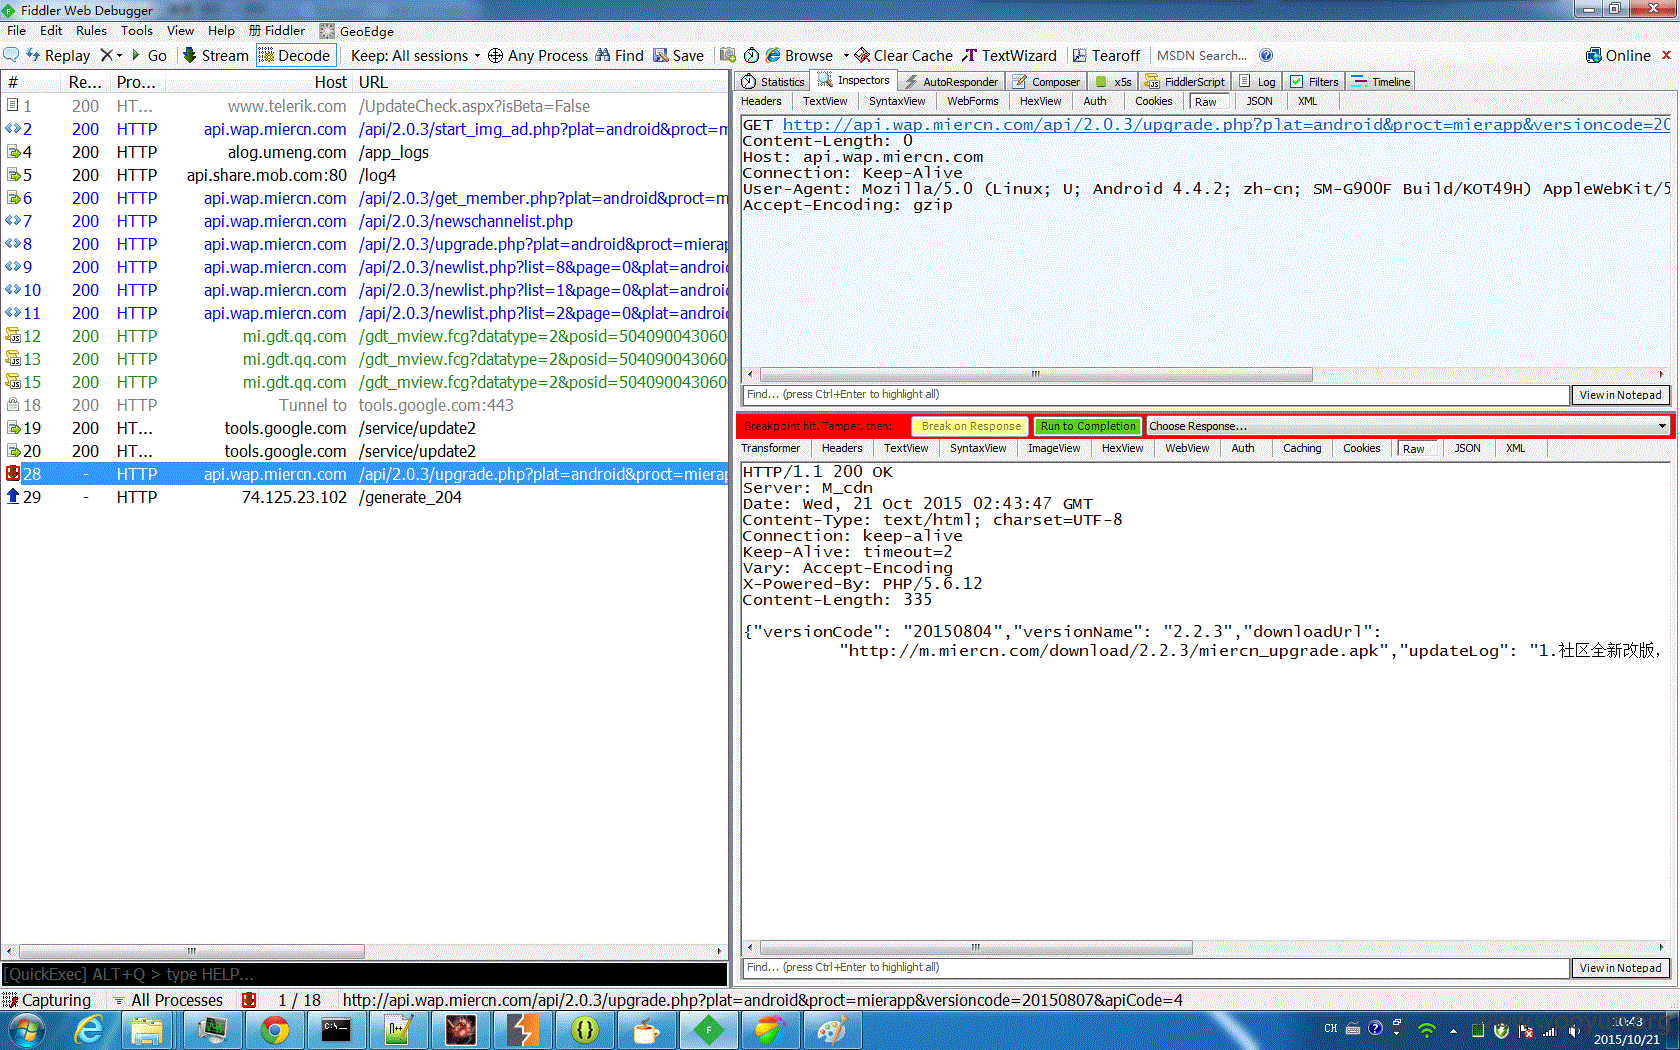 Fiddler Web Debugger
File Edit Rules Tools View Help Fiddler GeoEdge
Replay Go Stream Decode Keep: All sessions Any Process Find Save Browse Clear Cache TextWizard Tearoff MSDN Search... Online
# Re... Pro... Host URL
1 200 HT... www.telerik.com /UpdateCheck.aspx?isBeta=False
2 200 HTTP api.wap.miercn.com /api/2.0.3/start_img_ad.php?plat=android&proct=m
4 200 HTTP alog.umeng.com /app_logs
5 200 HTTP api.share.mob.com:80 /log4
6 200 HTTP api.wap.miercn.com /api/2.0.3/get_member.php?plat=android&proct=m
7 200 HTTP api.wap.miercn.com /api/2.0.3/newschannelist.php
8 200 HTTP api.wap.miercn.com /api/2.0.3/upgrade.php?plat=android&proct=mierap
9 200 HTTP api.wap.miercn.com /api/2.0.3/newlist.php?list=8&page=0&plat=androi
10 200 HTTP api.wap.miercn.com /api/2.0.3/newlist.php?list=1&page=0&plat=androi
11 200 HTTP api.wap.miercn.com /api/2.0.3/newlist.php?list=2&page=0&plat=androi
12 200 HTTP mi.gdt.qq.com /gdt_mview.fcg?datatype=2&posid=504090043060
13 200 HTTP mi.gdt.qq.com /gdt_mview.fcg?datatype=2&posid=504090043060
15 200 HTTP mi.gdt.qq.com /gdt_mview.fcg?datatype=2&posid=504090043060
18 200 HTTP Tunnel to tools.google.com:443
19 200 HT... tools.google.com /service/update2
20 200 HT... tools.google.com /service/update2
28 - HTTP api.wap.miercn.com /api/2.0.3/upgrade.php?plat=android&proct=mierap
29 - HTTP 74.125.23.102 /generate_204
[QuickExec] ALT+Q > type HELP...
Statistics Inspectors AutoResponder Composer x5s FiddlerScript Log Filters Timeline
Headers TextView SyntaxView WebForms HexView Auth Cookies Raw JSON XML
GET http://api.wap.miercn.com/api/2.0.3/upgrade.php?plat=android&proct=mierapp&versioncode=20
Content-Length: 0
Host: api.wap.miercn.com
Connection: Keep-Alive
User-Agent: Mozilla/5.0 (Linux; U; Android 4.4.2; zh-cn; SM-G900F Build/KOT49H) AppleWebKit/5
Accept-Encoding: gzip
Find... (press Ctrl+Enter to highlight all) View in Notepad
Breakpoint hit. Tamper, then: Break on Response Run to Completion Choose Response...
Transformer Headers TextView SyntaxView ImageView HexView WebView Auth Caching Cookies Raw JSON XML
HTTP/1.1 200 OK
Server: M_cdn
Date: Wed, 21 Oct 2015 02:43:47 GMT
Content-Type: text/html; charset=UTF-8
Connection: keep-alive
Keep-Alive: timeout=2
Vary: Accept-Encoding
X-Powered-By: PHP/5.6.12
Content-Length: 335
{"versionCode": "20150804","versionName": "2.2.3","downloadUrl":
"http://m.miercn.com/download/2.2.3/miercn_upgrade.apk","updateLog": "1.社区全新改版，
Find... (press Ctrl+Enter to highlight all) View in Notepad
Capturing All Processes 1 / 18 http://api.wap.miercn.com/api/2.0.3/upgrade.php?plat=android&proct=mierapp&versioncode=20150807&apiCode=4
CH 10:43
2015/10/21